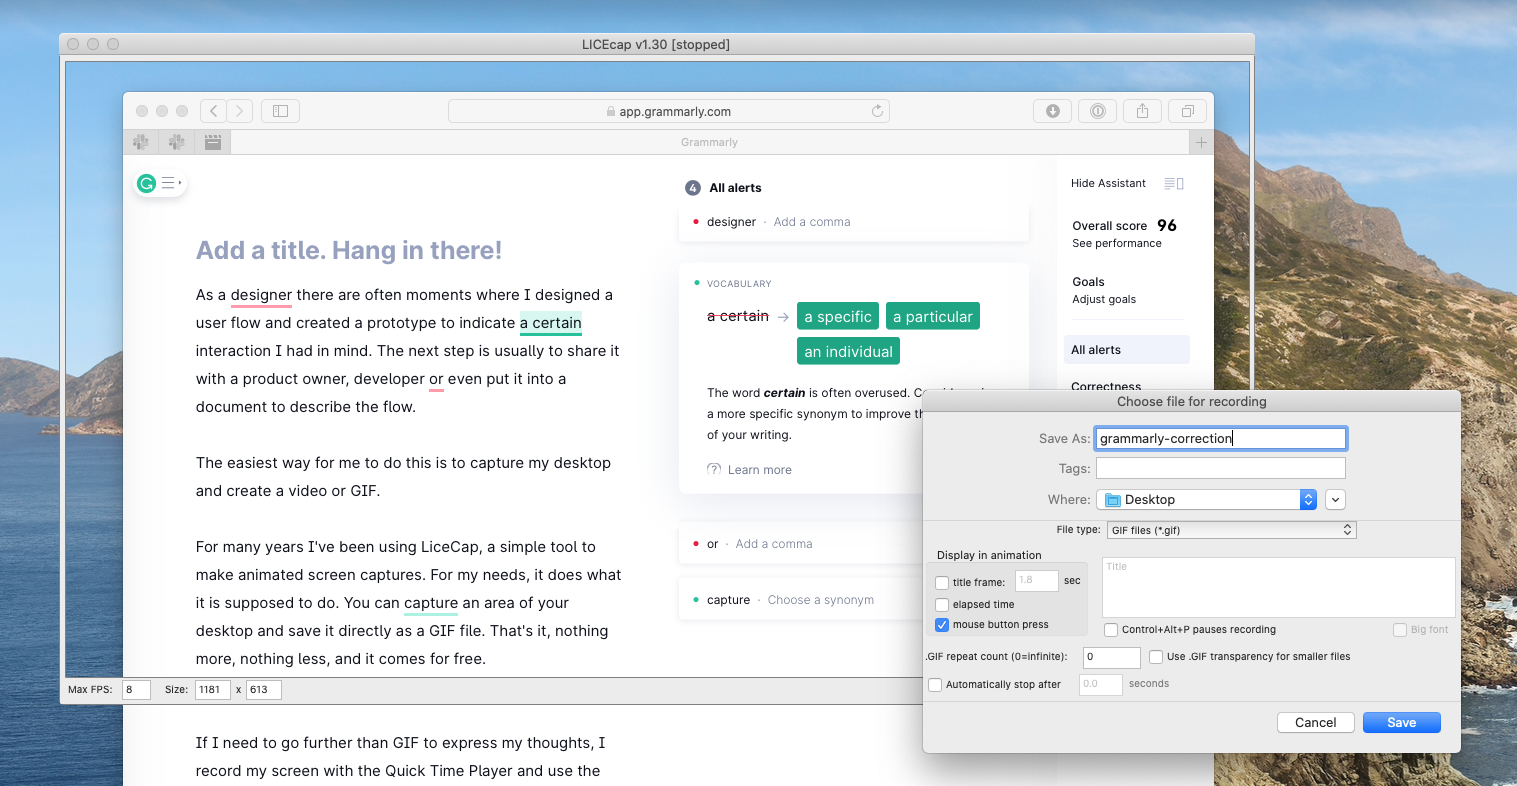 LICEcap v1.30 [stopped]
app.grammarly.com
Grammarly
Add a title. Hang in there!
As a designer there are often moments where I designed a
user flow and created a prototype to indicate a certain
interaction I had in mind. The next step is usually to share it
with a product owner, developer or even put it into a
document to describe the flow.
The easiest way for me to do this is to capture my desktop
and create a video or GIF.
For many years I've been using LiceCap, a simple tool to
make animated screen captures. For my needs, it does what
it is supposed to do. You can capture an area of your
desktop and save it directly as a GIF file. That's it, nothing
more, nothing less, and it comes for free.
If I need to go further than GIF to express my thoughts, I
record my screen with the Quick Time Player and use the
4 All alerts
designer · Add a comma
VOCABULARY
a certain → a specific a particular
an individual
The word certain is often overused.
a more specific synonym to improve
of your writing.
Learn more
or · Add a comma
capture · Choose a synonym
Hide Assistant
Overall score 96
See performance
Goals
Adjust goals
All alerts
Correctness
Max FPS: 8 Size: 1181 x 613
Choose file for recording
Save As: grammarly-correction
Tags:
Where: Desktop
File type: GIF files (*.gif)
Display in animation
title frame: 1.8 sec
elapsed time
mouse button press
Title
Control+Alt+P pauses recording
Big font
.GIF repeat count (0=infinite): 0
Use .GIF transparency for smaller files
Automatically stop after 0.0 seconds
Cancel
Save